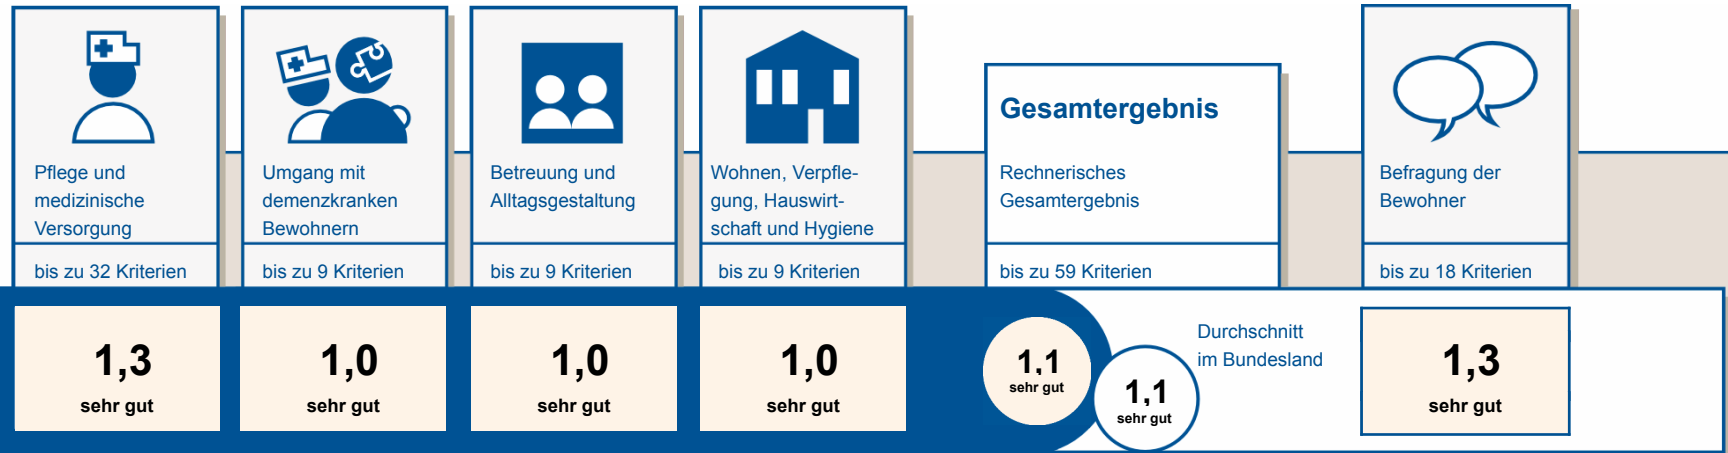 Pflege und
medizinische
Versorgung
bis zu 32 Kriterien
1,3
sehr gut
Umgang mit
demenzkranken
Bewohnern
bis zu 9 Kriterien
1,0
sehr gut
Betreuung und
Alltagsgestaltung
bis zu 9 Kriterien
1,0
sehr gut
Wohnen, Verpfle-
gung, Hauswirt-
schaft und Hygiene
bis zu 9 Kriterien
1,0
sehr gut
Gesamtergebnis
Rechnerisches
Gesamtergebnis
bis zu 59 Kriterien
1,1
sehr gut
Durchschnitt
im Bundesland
1,1
sehr gut
Befragung der
Bewohner
bis zu 18 Kriterien
1,3
sehr gut